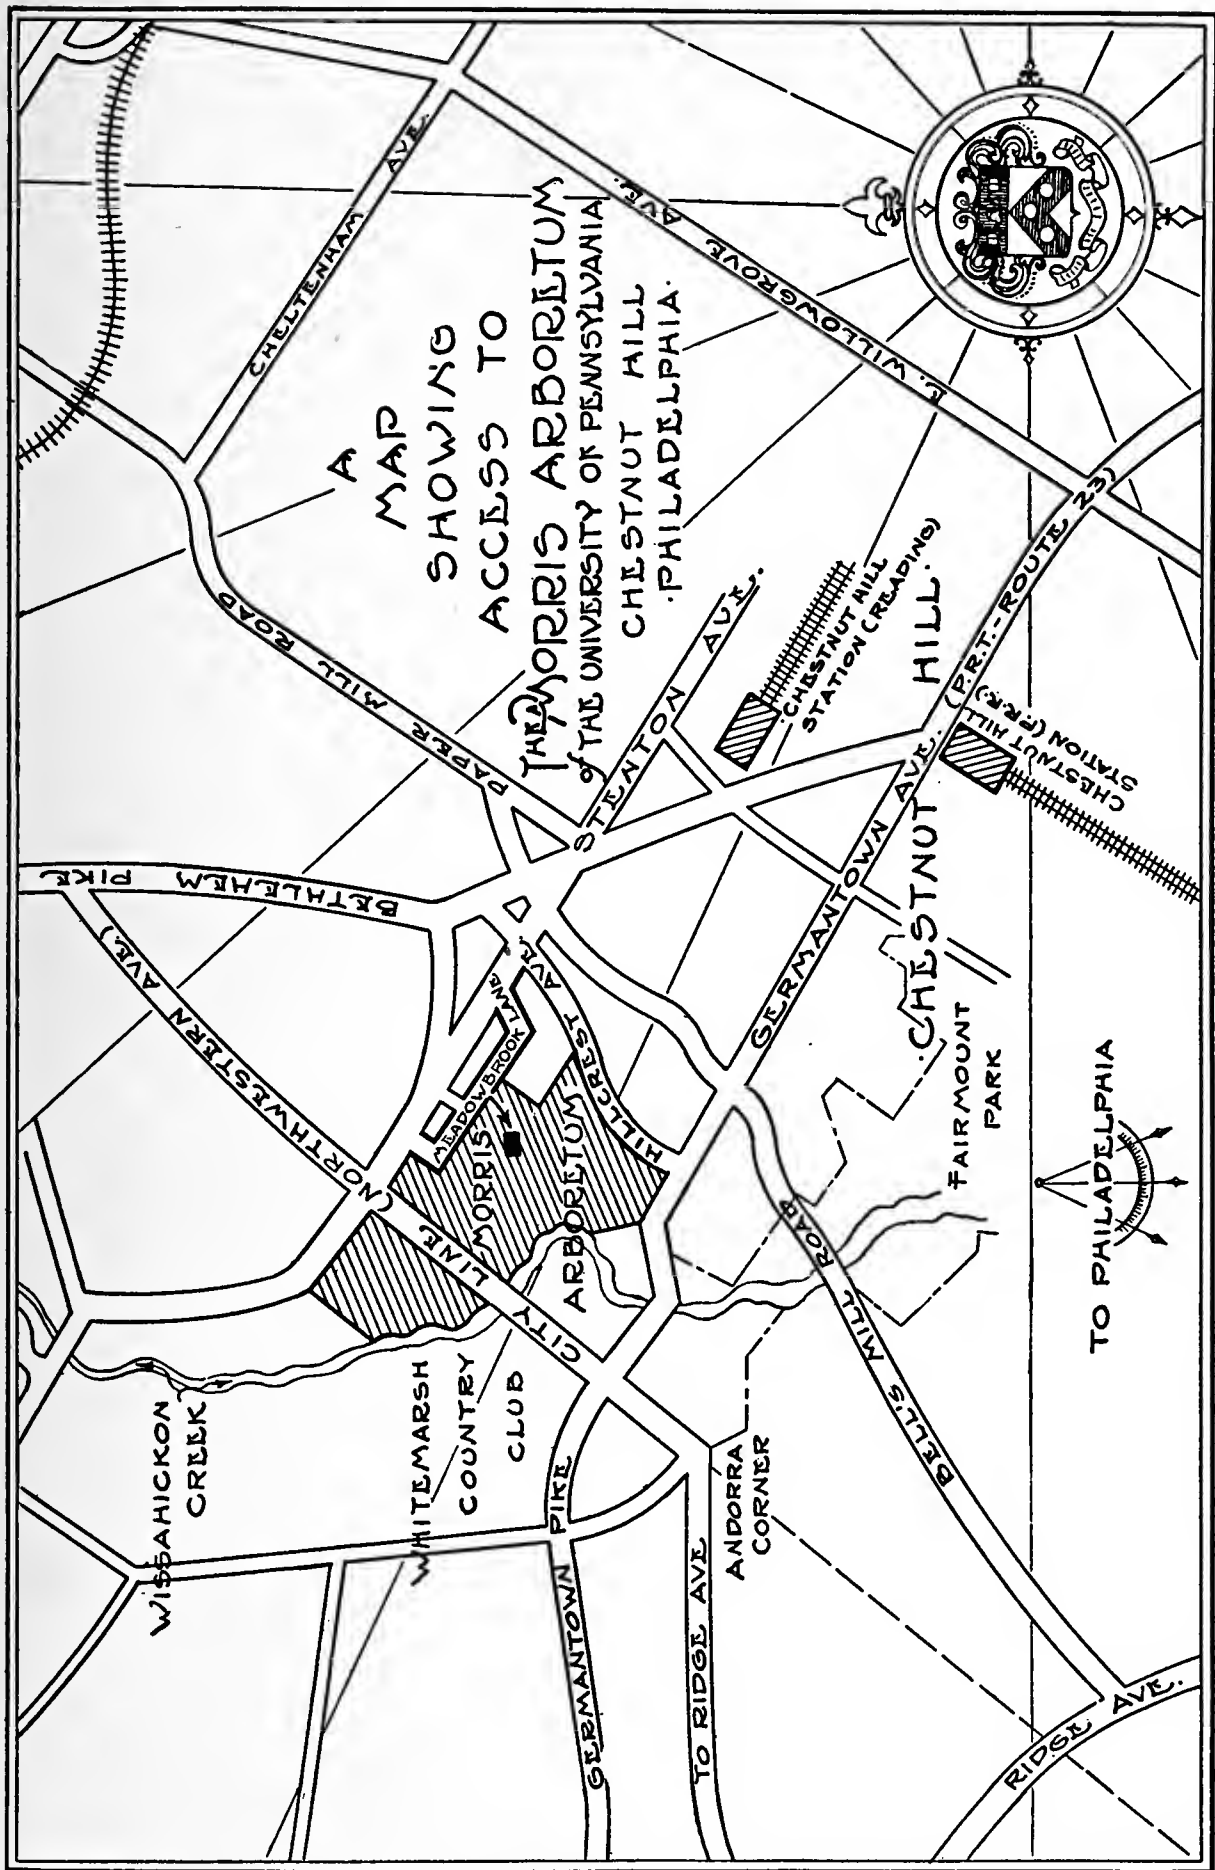 A
MAP
SHOWING
ACCESS TO
THE MORRIS ARBORETUM
of THE UNIVERSITY OF PENNSYLVANIA
CHESTNUT HILL
·PHILADELPHIA·
CHELTENHAM AVE.
E. WILLOWGROVE AVE.
PAPER MILL ROAD
STENTON AVE.
BETHLEHEM PIKE
CITY LINE (NORTHWESTERN AVE.)
MEADOWBROOK LANE
HILLCREST AVE
MORRIS
ARBORETUM
CHESTNUT HILL
STATION (READING)
CHESTNUT HILL
STATION (P.R.R.)
GERMANTOWN AVE. (P.R.T.-ROUTE 23)
·CHESTNUT HILL·
FAIRMOUNT
PARK
WISSAHICKON
CREEK
WHITEMARSH
COUNTRY
CLUB
GERMANTOWN PIKE
TO RIDGE AVE
ANDORRA
CORNER
BELL'S MILL ROAD
RIDGE AVE.
TO PHILADELPHIA